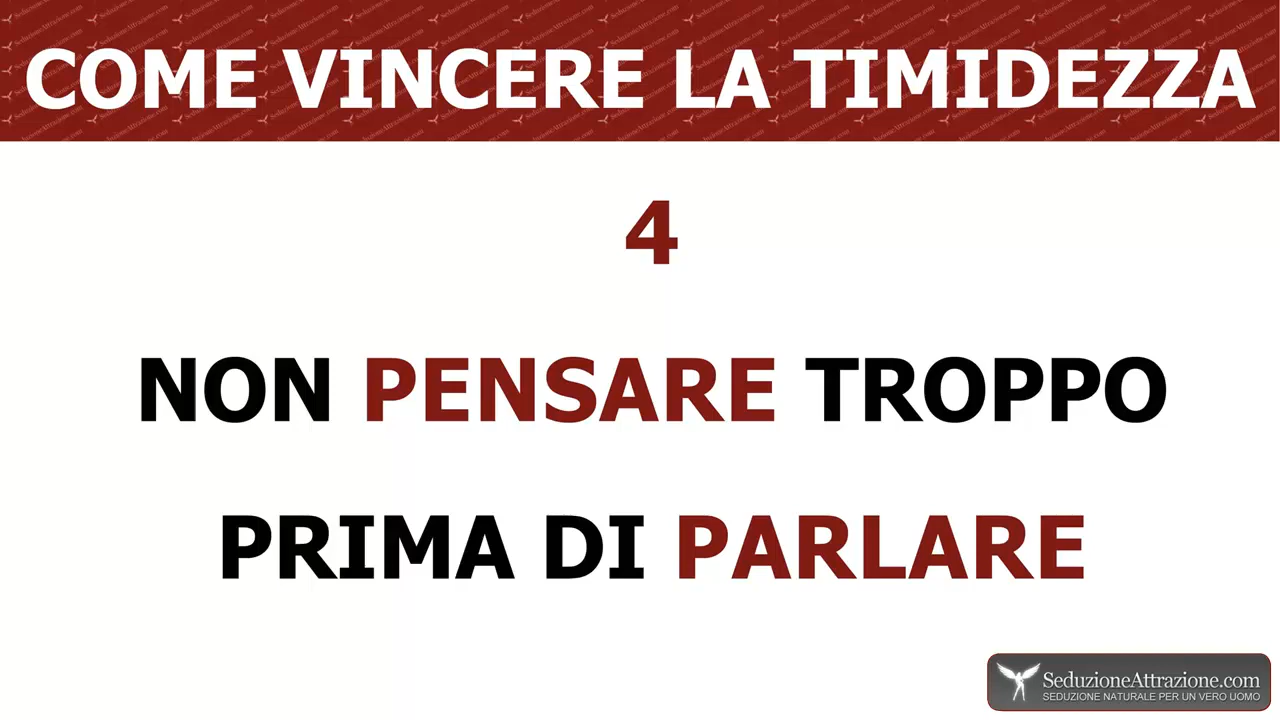 COME VINCERE LA TIMIDEZZA
4
NON PENSARE TROPPO
PRIMA DI PARLARE
SeduzioneAttrazione.com
SEDUZIONE NATURALE PER UN VERO UOMO